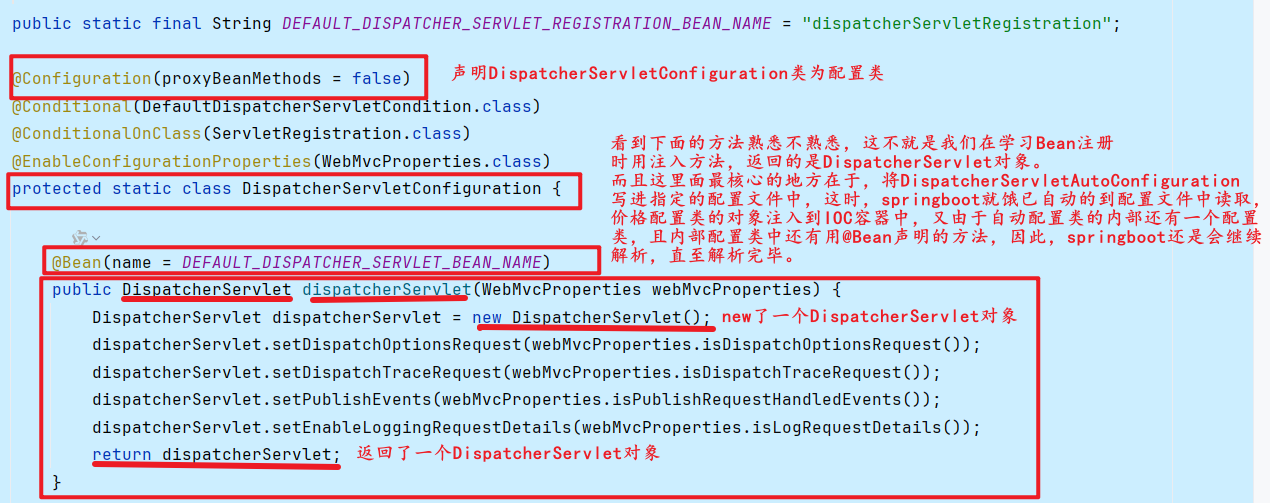 public static final String DEFAULT_DISPATCHER_SERVLET_REGISTRATION_BEAN_NAME = "dispatcherServletRegistration";
@Configuration(proxyBeanMethods = false) 声明DispatcherServletConfiguration类为配置类
@Conditional(DefaultDispatcherServletCondition.class)
@ConditionalOnClass(ServletRegistration.class)
@EnableConfigurationProperties(WebMvcProperties.class)
protected static class DispatcherServletConfiguration {
看到下面的方法熟悉不熟悉，这不就是我们在学习Bean注册
时用注入方法，返回的是DispatcherServlet对象。
而且这里面最核心的地方在于，将DispatcherServletAutoConfiguration
写进指定的配置文件中，这时，springboot就饿已自动的到配置文件中读取，
价格配置类的对象注入到IOC容器中，又由于自动配置类的内部还有一个配置
类，且内部配置类中还有用@Bean声明的方法，因此，springboot还是会继续
解析，直至解析完毕。
@Bean(name = DEFAULT_DISPATCHER_SERVLET_BEAN_NAME)
public DispatcherServlet dispatcherServlet(WebMvcProperties webMvcProperties) {
DispatcherServlet dispatcherServlet = new DispatcherServlet(); new了一个DispatcherServlet对象
dispatcherServlet.setDispatchOptionsRequest(webMvcProperties.isDispatchOptionsRequest());
dispatcherServlet.setDispatchTraceRequest(webMvcProperties.isDispatchTraceRequest());
dispatcherServlet.setPublishEvents(webMvcProperties.isPublishRequestHandledEvents());
dispatcherServlet.setEnableLoggingRequestDetails(webMvcProperties.isLogRequestDetails());
return dispatcherServlet; 返回了一个DispatcherServlet对象
}